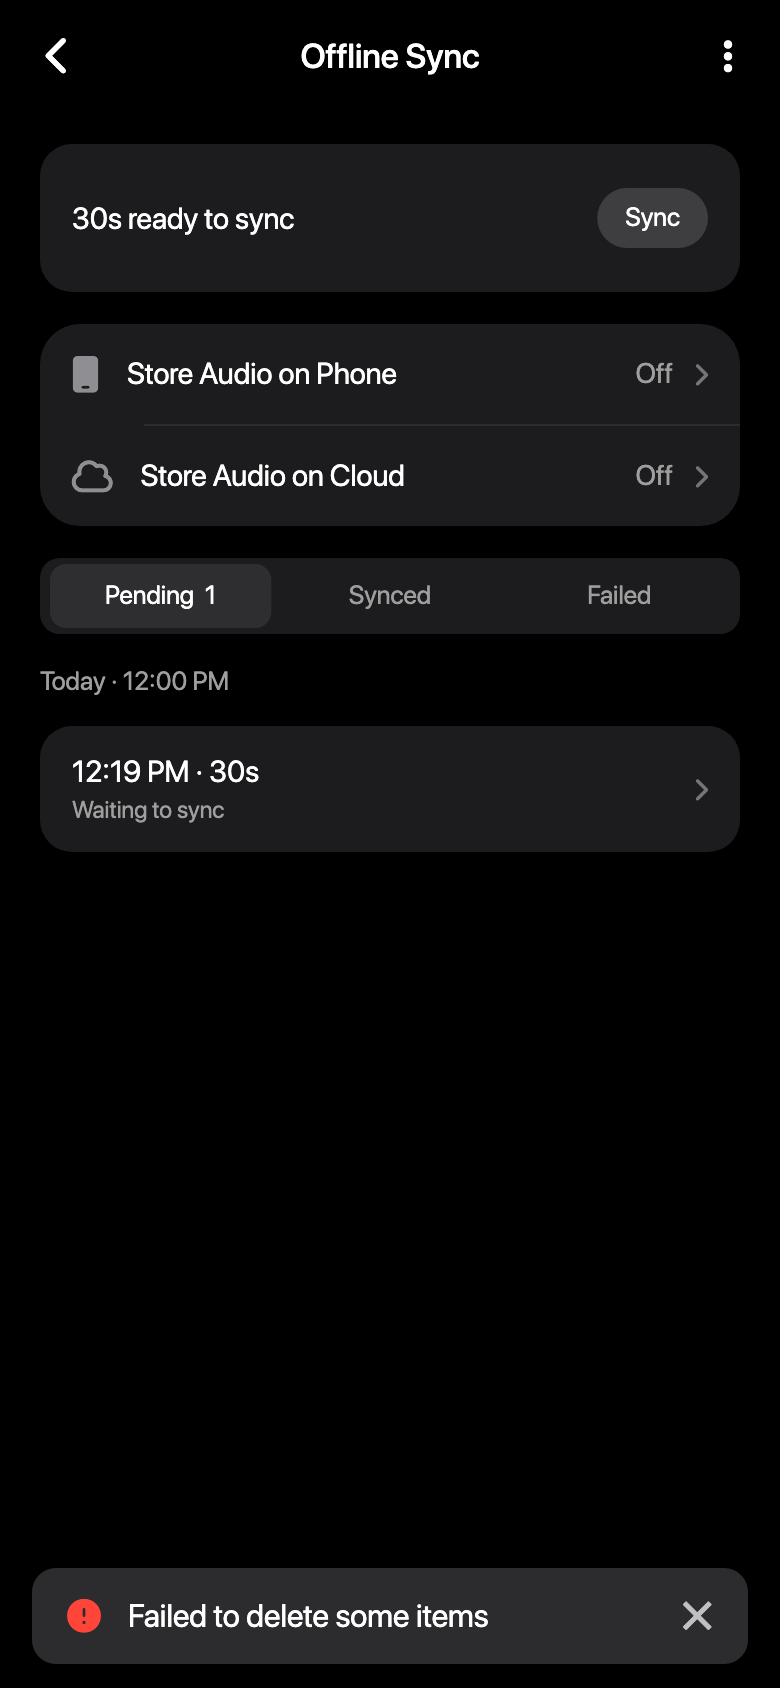 Offline Sync
30s ready to sync
Sync
Store Audio on Phone
Off
Store Audio on Cloud
Off
Pending 1
Synced
Failed
Today · 12:00 PM
12:19 PM · 30s
Waiting to sync
Failed to delete some items